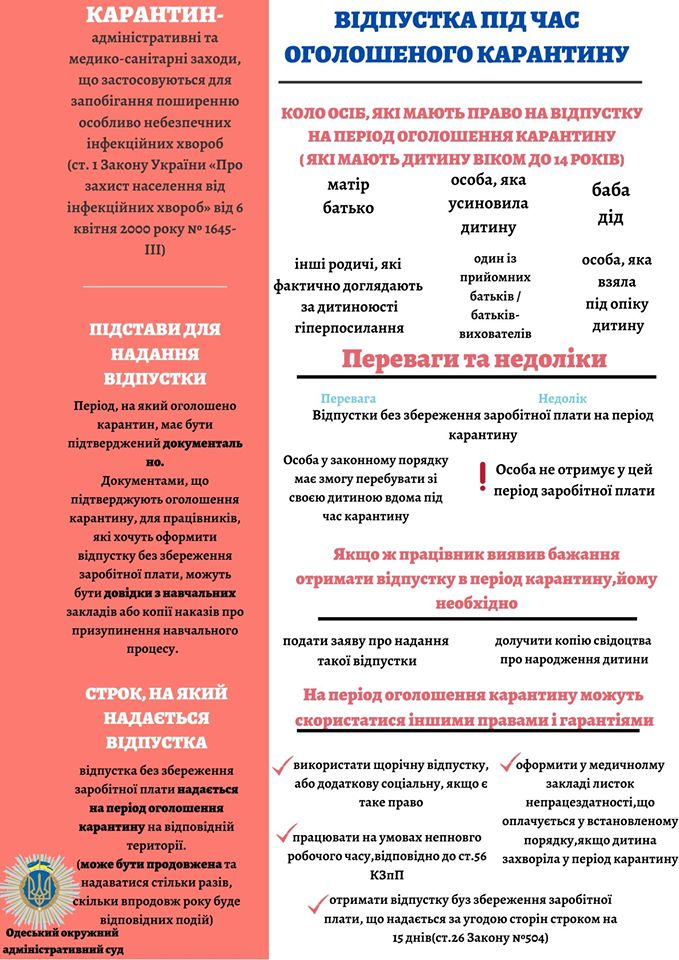 КАРАНТИН-
адміністративні та
медико-санітарні заходи,
що застосовуються для
запобігання поширенню
особливо небезпечних
інфекційних хвороб
(ст. 1 Закону України «Про
захист населення від
інфекційних хвороб» від 6
квітня 2000 року № 1645-
III)
ПІДСТАВИ ДЛЯ
НАДАННЯ
ВІДПУСТКИ
Період, на який оголошено
карантин, має бути
підтверджений документаль
но.
Документами, що
підтверджують оголошення
карантину, для працівників,
які хочуть оформити
відпустку без збереження
заробітної плати, можуть
бути довідки з навчальних
закладів або копії наказів про
призупинення навчального
процесу.
СТРОК, НА ЯКИЙ
НАДАЄТЬСЯ
ВІДПУСТКА
відпустка без збереження
заробітної плати надається
на період оголошення
карантину на відповідній
території.
(може бути продовжена та
надаватися стільки разів,
скільки впродовж року буде
відповідних подій)
Одеський окружний
адміністративний суд
ВІДПУСТКА ПІД ЧАС
ОГОЛОШЕНОГО КАРАНТИНУ
КОЛО ОСІБ, ЯКІ МАЮТЬ ПРАВО НА ВІДПУСТКУ
НА ПЕРІОД ОГОЛОШЕННЯ КАРАНТИНУ
( ЯКІ МАЮТЬ ДИТИНУ ВІКОМ ДО 14 РОКІВ)
матір
батько
особа, яка
усиновила
дитину
баба
дід
інші родичі, які
фактично доглядають
за дитиноюості
гіперпосилання
один із
прийомних
батьків /
батьків-
вихователів
особа, яка
взяла
під опіку
дитину
Переваги та недоліки
Перевага
Недолік
Відпустки без збереження заробітної плати на період
карантину
Особа у законному порядку
має змогу перебувати зі
своєю дитиною вдома під
час карантину
Особа не отримує у цей
період заробітної плати
Якщо ж працівник виявив бажання
отримати відпустку в період карантину,йому
необхідно
подати заяву про надання
такої відпустки
долучити копію свідоцтва
про народження дитини
На період оголошення карантину можуть
скористатися іншими правами і гарантіями
використати щорічну відпустку,
або додаткову соціальну, якщо є
таке право
оформити у медичнолму
закладі листок
непрацездатності,що
оплачується у встановленому
порядку,якщо дитина
захворіла у період карантину
працювати на умовах непнвго
робочого часу,відповідно до ст.56
КЗпП
отримати відпустку буз збереження заробітної
плати, що надається за угодою сторін строком на
15 днів(ст.26 Закону №504)